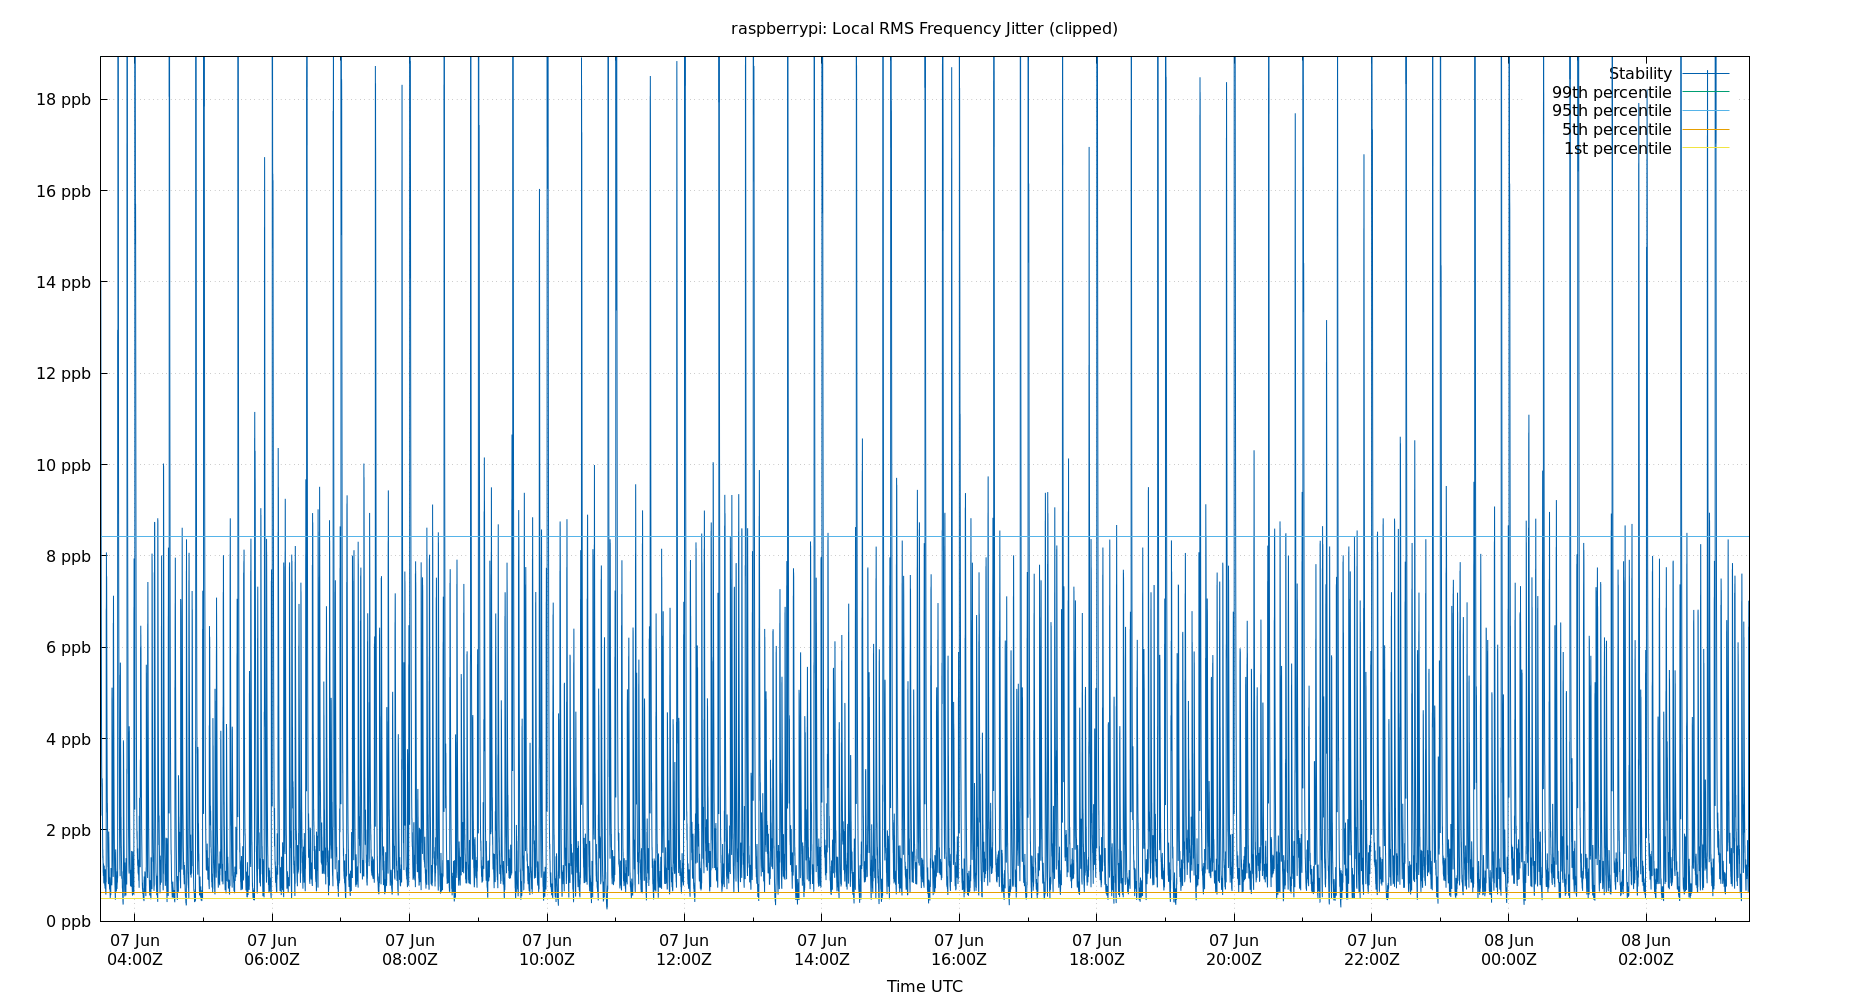 raspberrypi: Local RMS Frequency Jitter (clipped)
Stability
99th percentile
95th percentile
5th percentile
1st percentile
18 ppb
16 ppb
14 ppb
12 ppb
10 ppb
8 ppb
6 ppb
4 ppb
2 ppb
0 ppb
07 Jun 07 Jun 07 Jun 07 Jun 07 Jun 07 Jun 07 Jun 07 Jun 07 Jun 07 Jun 08 Jun 08 Jun
04:00Z 06:00Z 08:00Z 10:00Z 12:00Z 14:00Z 16:00Z 18:00Z 20:00Z 22:00Z 00:00Z 02:00Z
Time UTC